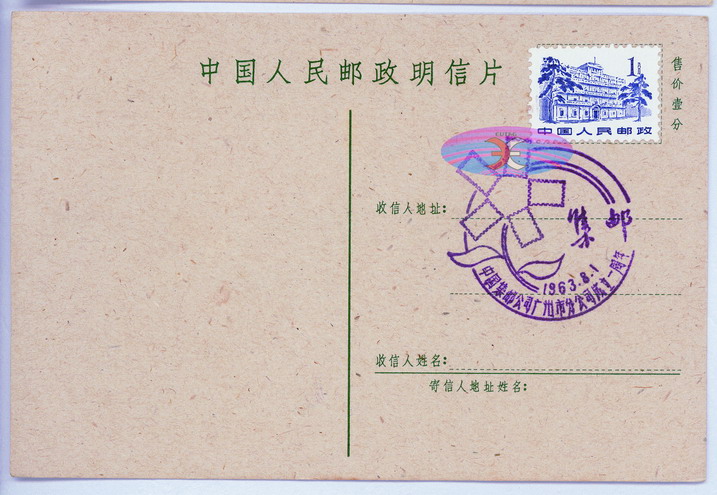 中国人民邮政明信片
1
中国人民邮政
售价壹分
收信人地址:
集邮
1963.8.1
中国集邮公司广州市分公司成立一周年
收信人姓名:
寄信人地址姓名: